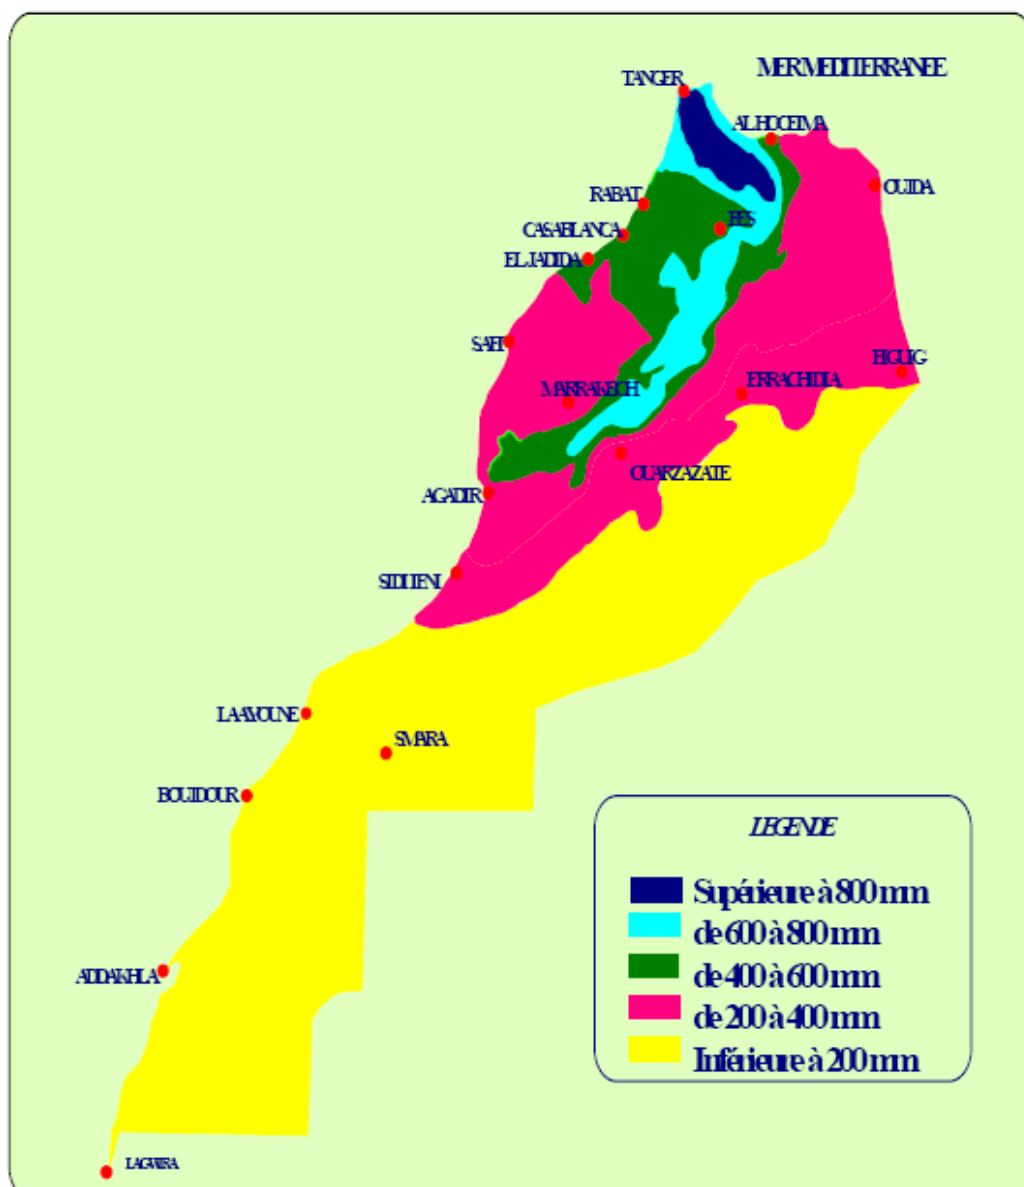 MER MEDITERRANEE
TANGER
AL HOCEIMA
OUJDA
RABAT
FES
CASABLANCA
EL JADIDA
SAFI
FIGUIG
ERRACHIDIA
MARRAKECH
OUARZAZATE
AGADIR
SIDI IFNI
LAAYOUNE
SMARA
BOUJDOUR
LEGENDE
Supérieure à 800 mm
de 600 à 800 mm
de 400 à 600 mm
de 200 à 400 mm
Inférieure à 200 mm
ADDAKHLA
LAGWIRA